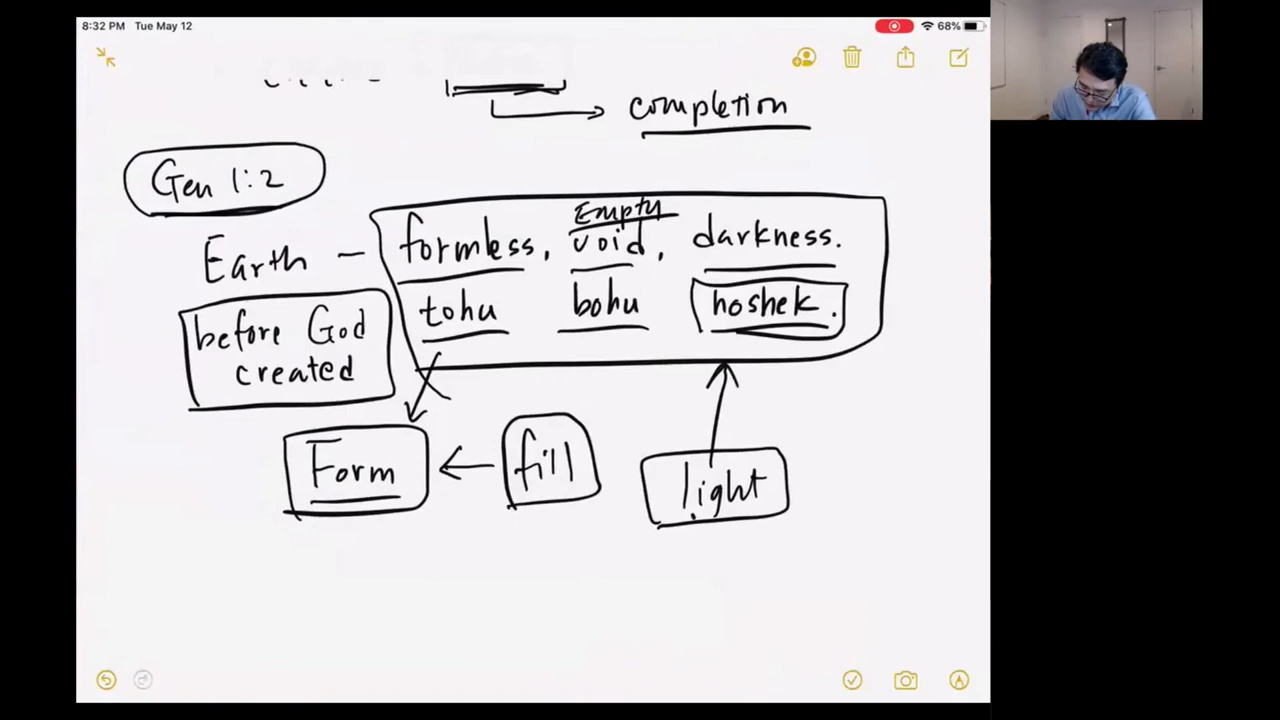 8:32 PM Tue May 12
68%
completion
Gen 1:2
Empty
Earth – formless, void, darkness.
tohu bohu hoshek.
before God
created
Form ← fill
light